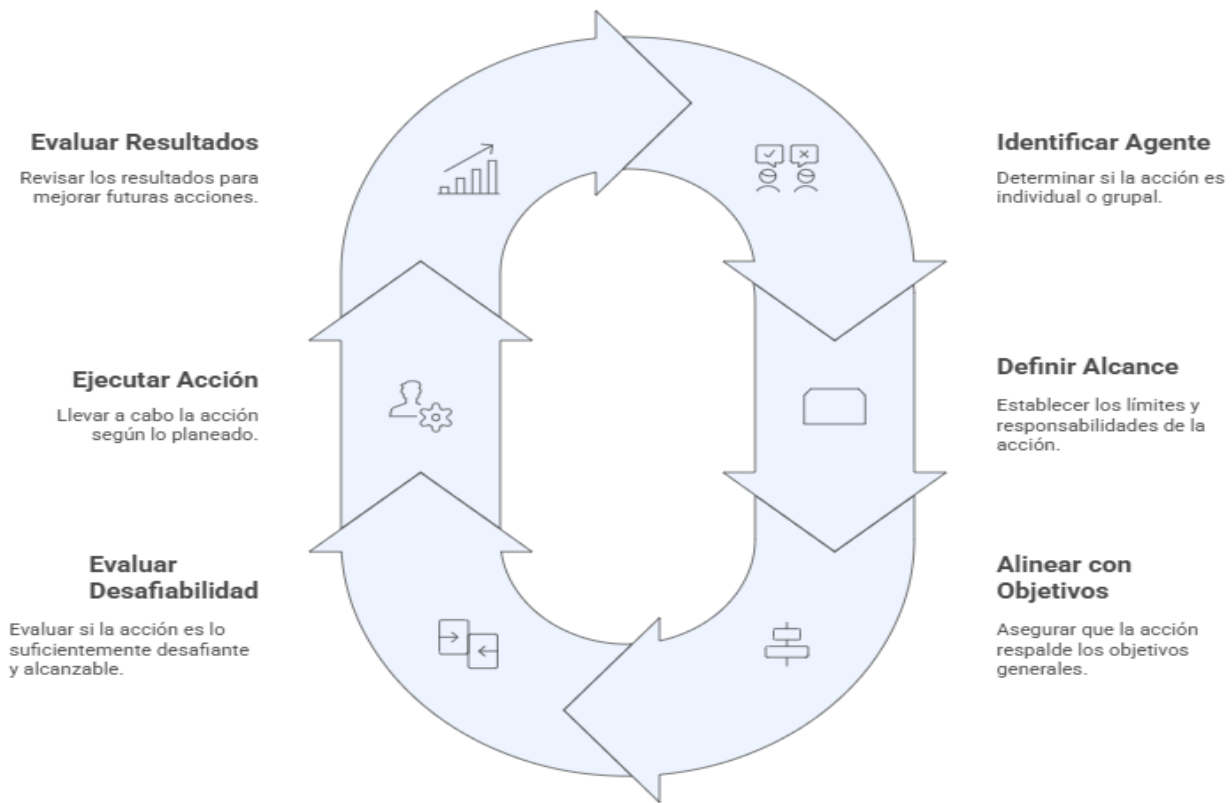 Evaluar Resultados
Revisar los resultados para
mejorar futuras acciones.
Identificar Agente
Determinar si la acción es
individual o grupal.
Ejecutar Acción
Llevar a cabo la acción
según lo planeado.
Definir Alcance
Establecer los límites y
responsabilidades de la
acción.
Evaluar
Desafiabilidad
Evaluar si la acción es lo
suficientemente desafiante
y alcanzable.
Alinear con
Objetivos
Asegurar que la acción
respalde los objetivos
generales.